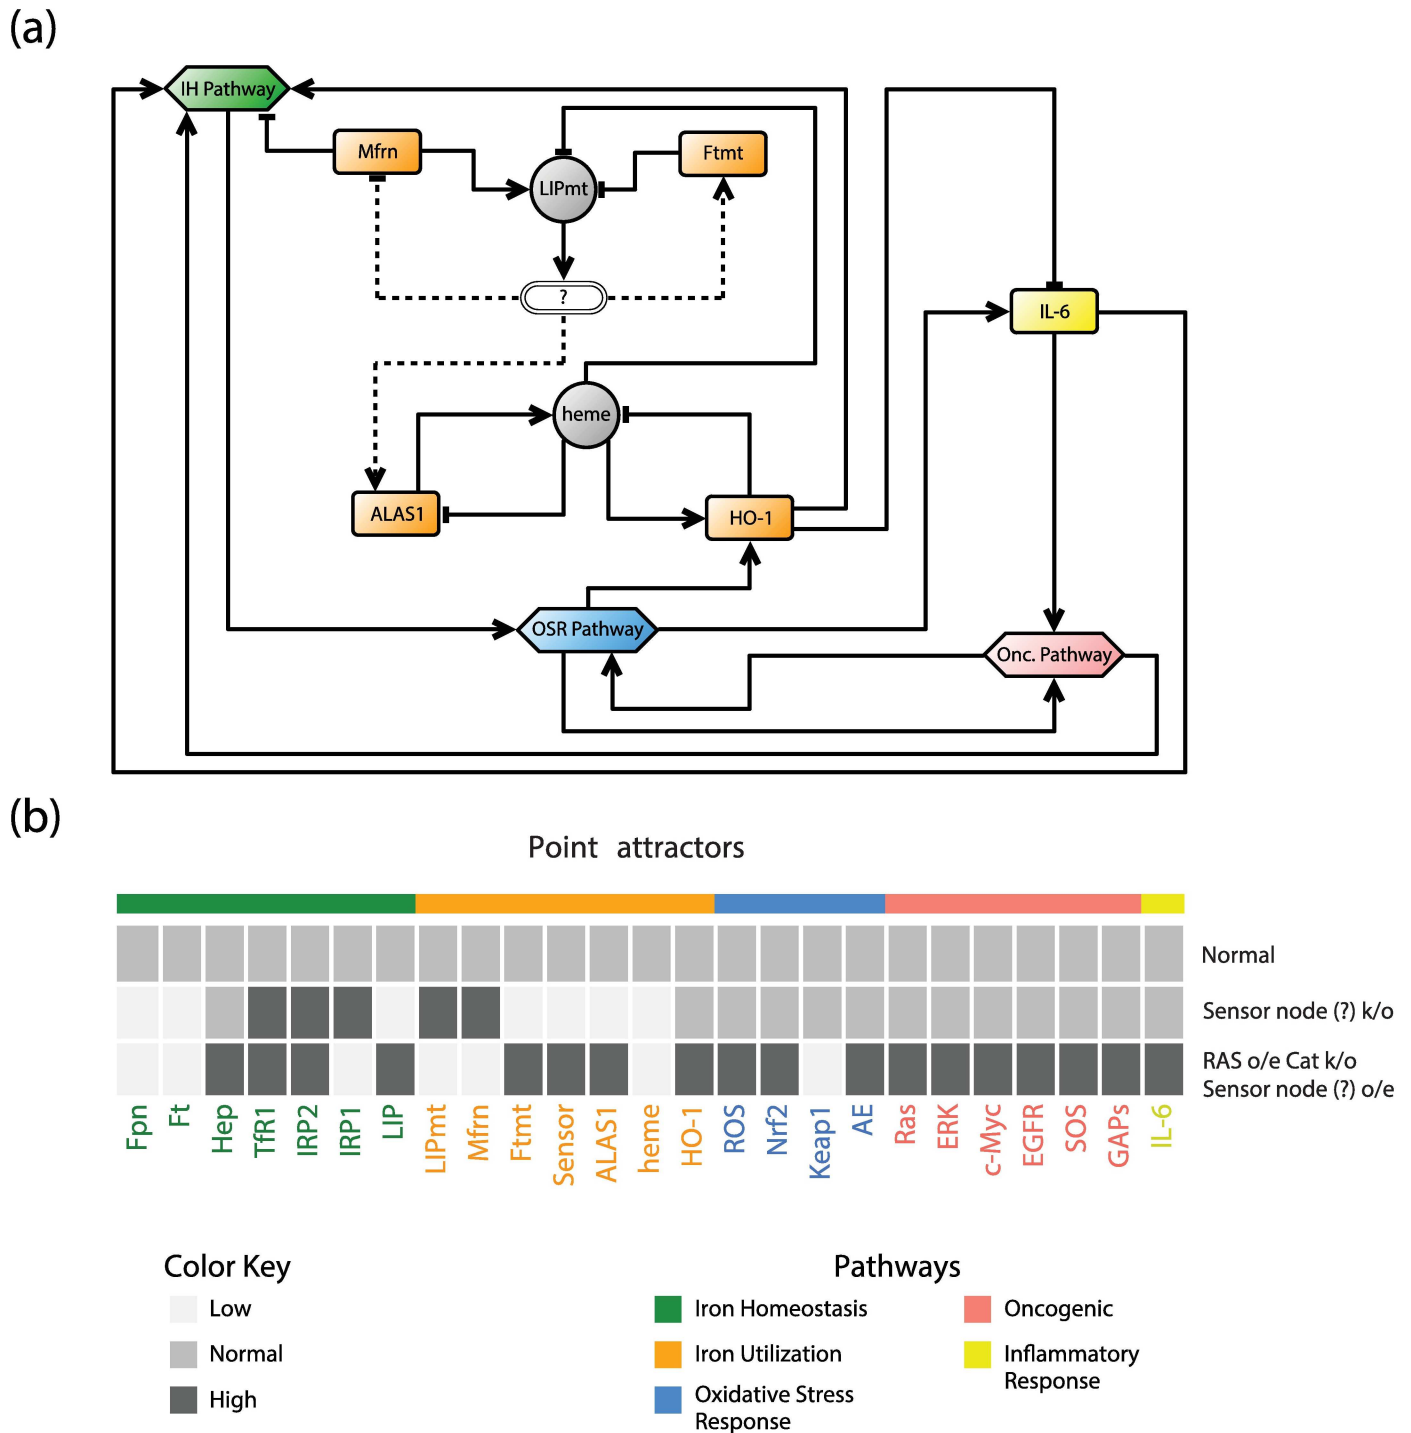 (a)
IH Pathway
Mfrn
Ftmt
LIPmt
?
IL-6
heme
ALAS1
HO-1
OSR Pathway
Onc. Pathway
(b)
Point attractors
Normal
Sensor node (?) k/o
RAS o/e Cat k/o
Sensor node (?) o/e
Fpn
Ft
Hep
TfR1
IRP2
IRP1
LIP
LIPmt
Mfrn
Ftmt
Sensor
ALAS1
heme
HO-1
ROS
Nrf2
Keap1
AE
Ras
ERK
c-Myc
EGFR
SOS
GAPs
IL-6
Color Key
Low
Normal
High
Pathways
Iron Homeostasis
Iron Utilization
Oxidative Stress
Response
Oncogenic
Inflammatory
Response